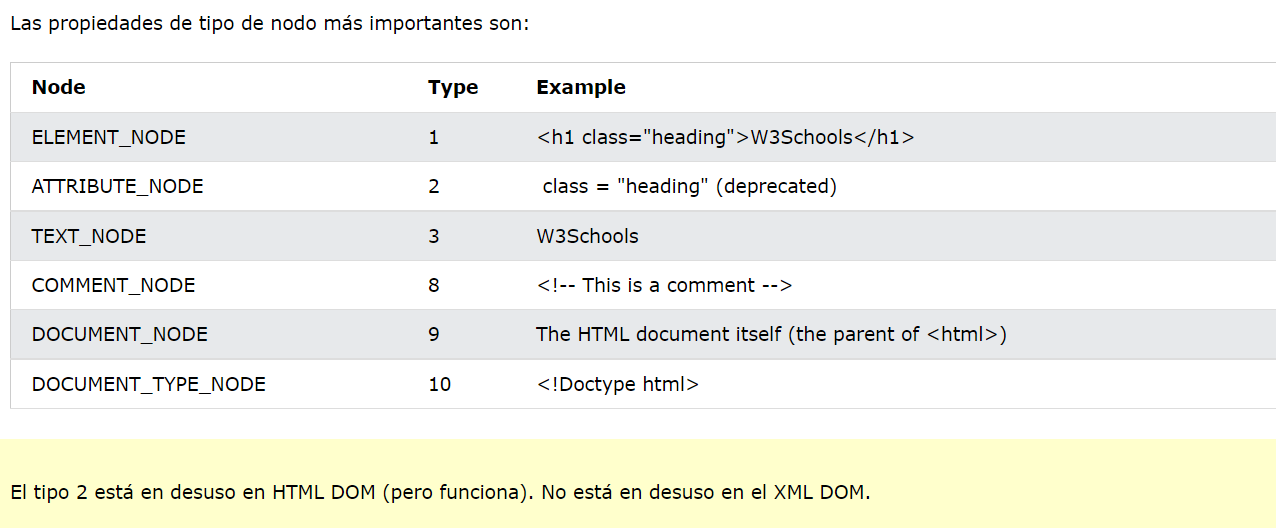 Las propiedades de tipo de nodo más importantes son:
Node Type Example
ELEMENT_NODE 1 <h1 class="heading">W3Schools</h1>
ATTRIBUTE_NODE 2 class = "heading" (deprecated)
TEXT_NODE 3 W3Schools
COMMENT_NODE 8 <!-- This is a comment -->
DOCUMENT_NODE 9 The HTML document itself (the parent of <html>)
DOCUMENT_TYPE_NODE 10 <!Doctype html>
El tipo 2 está en desuso en HTML DOM (pero funciona). No está en desuso en el XML DOM.